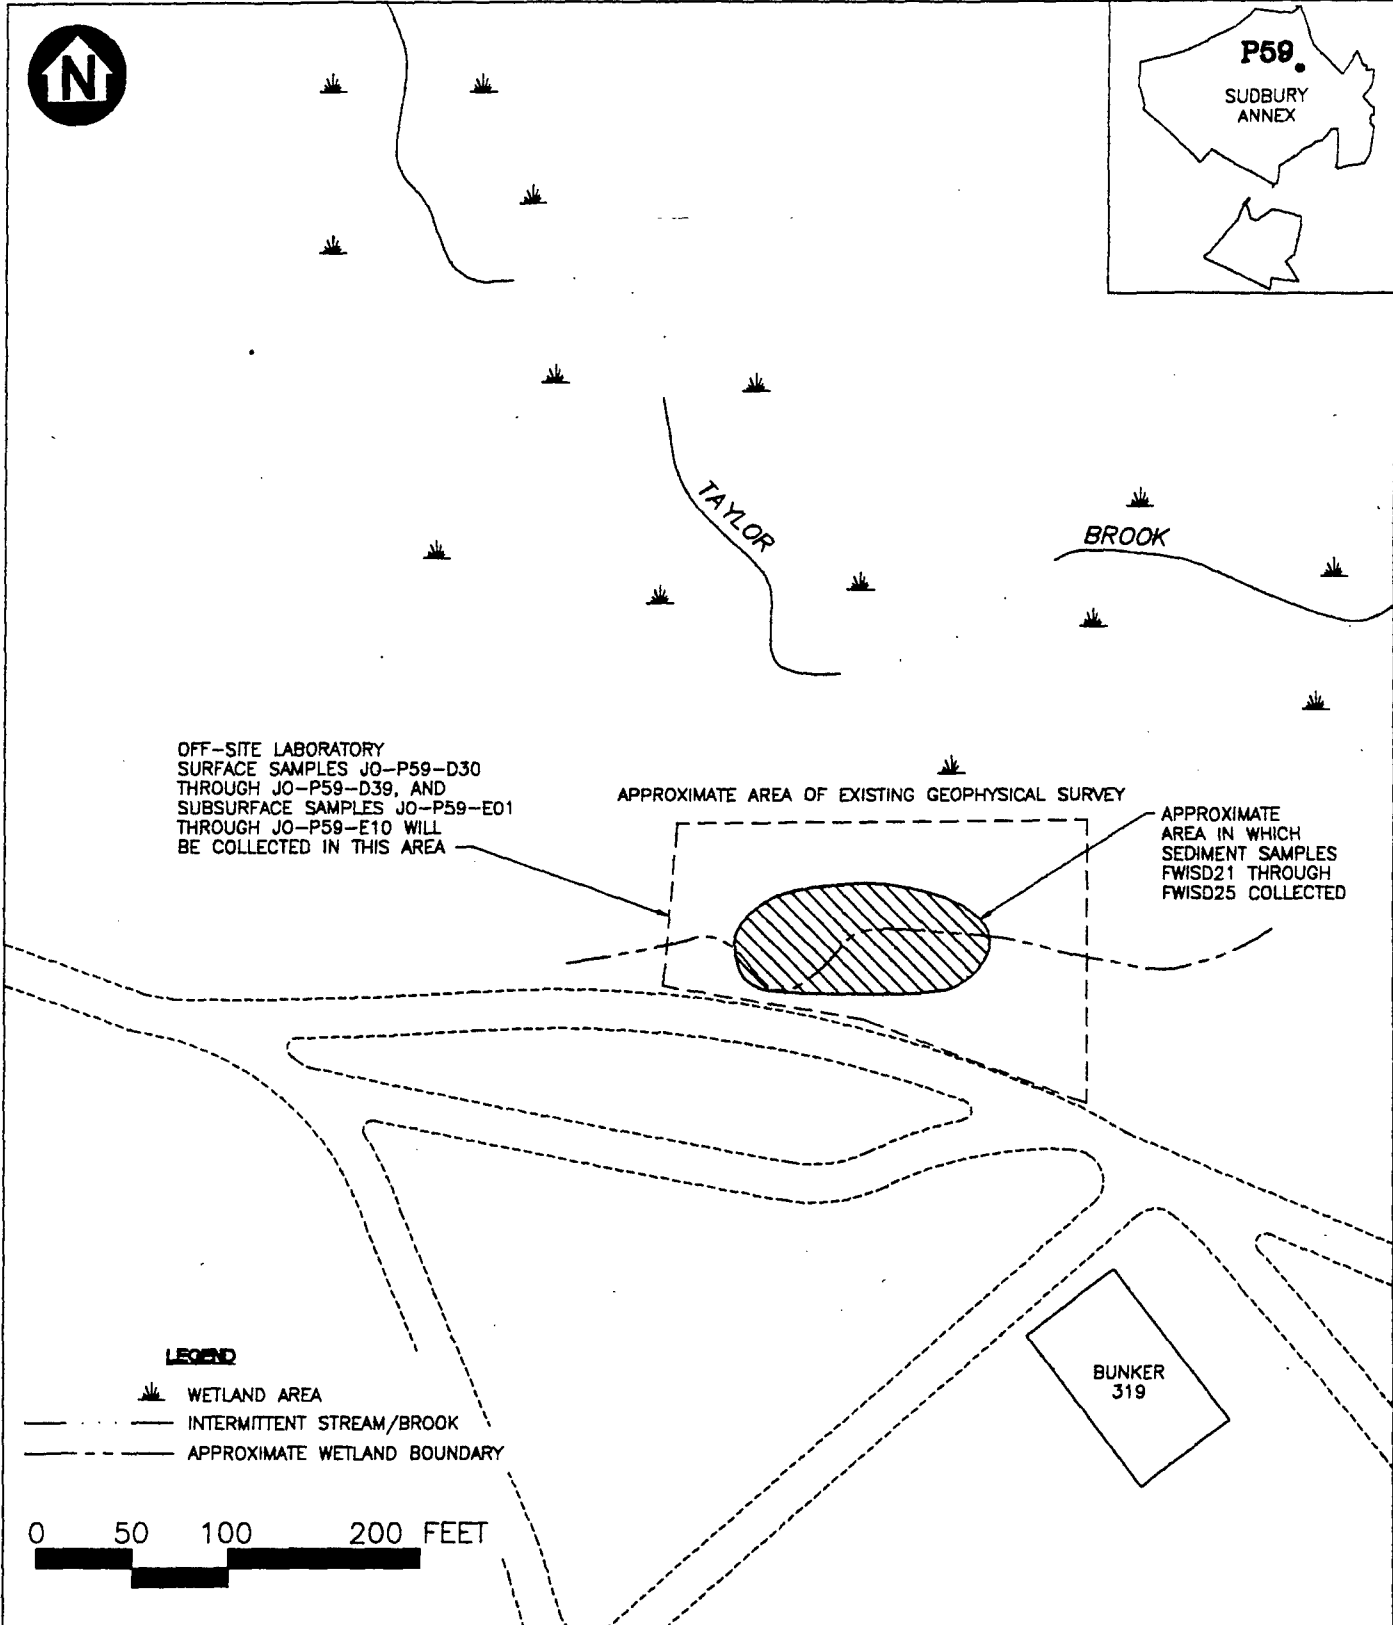 N
P59
SUDBURY
ANNEX
TAYLOR
BROOK
OFF-SITE LABORATORY
SURFACE SAMPLES JO-P59-D30
THROUGH JO-P59-D39, AND
SUBSURFACE SAMPLES JO-P59-E01
THROUGH JO-P59-E10 WILL
BE COLLECTED IN THIS AREA
APPROXIMATE AREA OF EXISTING GEOPHYSICAL SURVEY
APPROXIMATE
AREA IN WHICH
SEDIMENT SAMPLES
FWISD21 THROUGH
FWISD25 COLLECTED
BUNKER
319
LEGEND
WETLAND AREA
INTERMITTENT STREAM/BROOK
APPROXIMATE WETLAND BOUNDARY
0 50 100 200 FEET